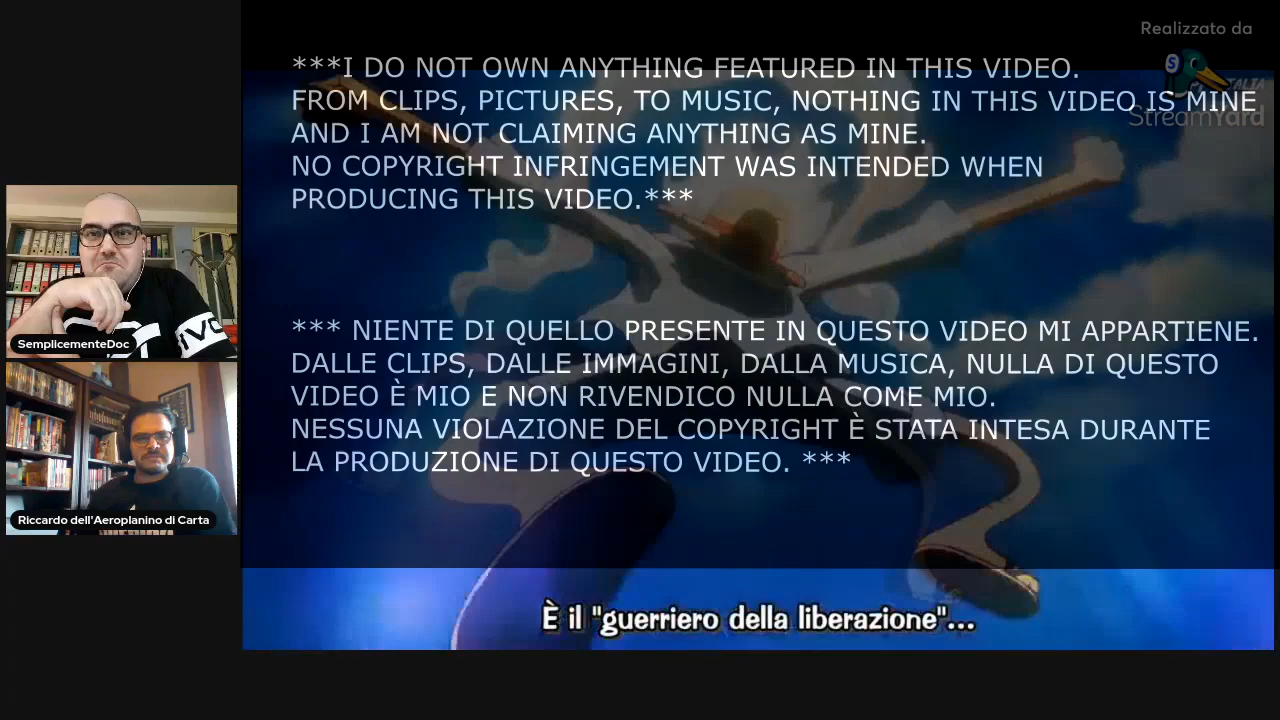 Realizzato da
S
ITALIA
StreamYard
***I DO NOT OWN ANYTHING FEATURED IN THIS VIDEO.
FROM CLIPS, PICTURES, TO MUSIC, NOTHING IN THIS VIDEO IS MINE
AND I AM NOT CLAIMING ANYTHING AS MINE.
NO COPYRIGHT INFRINGEMENT WAS INTENDED WHEN
PRODUCING THIS VIDEO.***
*** NIENTE DI QUELLO PRESENTE IN QUESTO VIDEO MI APPARTIENE.
DALLE CLIPS, DALLE IMMAGINI, DALLA MUSICA, NULLA DI QUESTO
VIDEO È MIO E NON RIVENDICO NULLA COME MIO.
NESSUNA VIOLAZIONE DEL COPYRIGHT È STATA INTESA DURANTE
LA PRODUZIONE DI QUESTO VIDEO. ***
SemplicementeDoc
Riccardo dell'Aeroplanino di Carta
È il "guerriero della liberazione"...